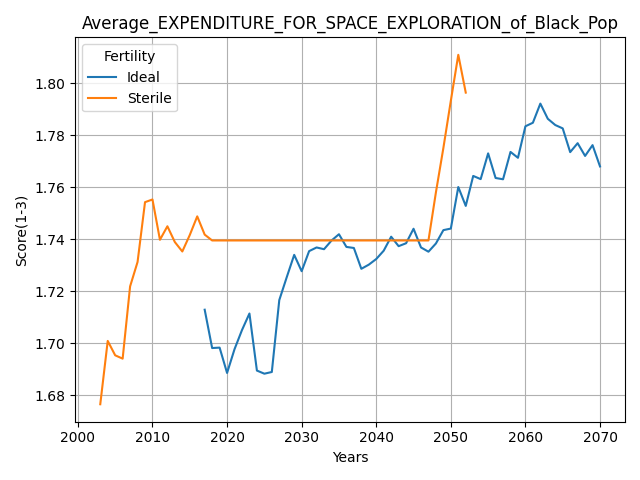 Average_EXPENDITURE_FOR_SPACE_EXPLORATION_of_Black_Pop
Fertility
Ideal
Sterile
1.80
1.78
1.76
1.74
1.72
1.70
1.68
Score(1-3)
2000 2010 2020 2030 2040 2050 2060 2070
Years